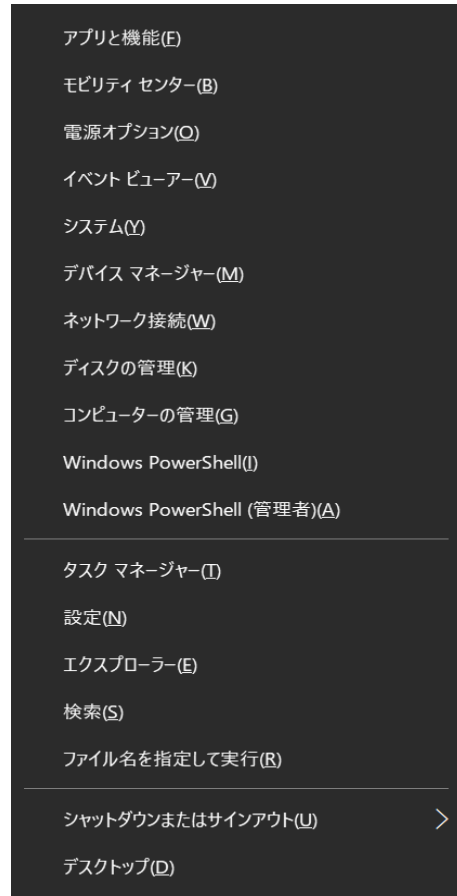 アプリと機能(F)
モビリティ センター(B)
電源オプション(O)
イベント ビューアー(V)
システム(Y)
デバイス マネージャー(M)
ネットワーク接続(W)
ディスクの管理(K)
コンピューターの管理(G)
Windows PowerShell(I)
Windows PowerShell (管理者)(A)
タスク マネージャー(T)
設定(N)
エクスプローラー(E)
検索(S)
ファイル名を指定して実行(R)
シャットダウンまたはサインアウト(U)
デスクトップ(D)